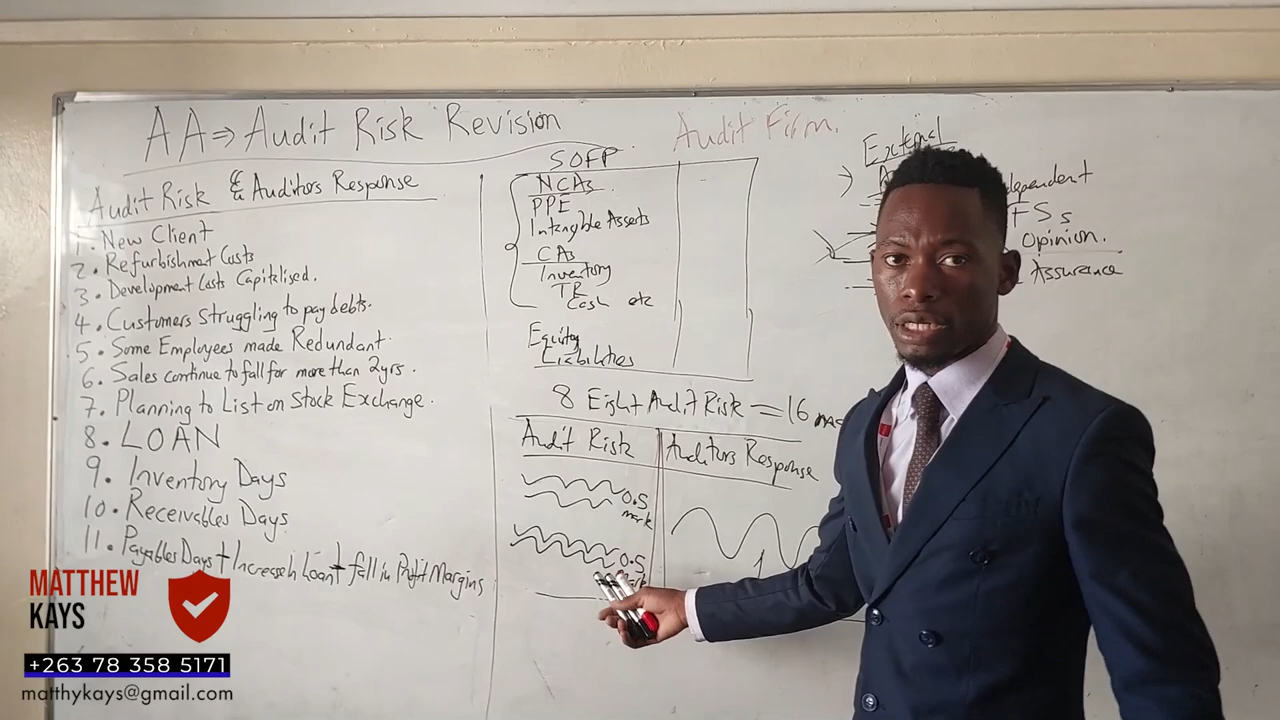 AA ⇒ Audit Risk Revision
Audit Risk & Auditors Response
1. New Client
2. Refurbishment Costs
3. Development Costs Capitalised.
4. Customers Struggling to pay debts.
5. Some Employees made Redundant.
6. Sales continue to fall for more than 2yrs.
7. Planning to List on Stock Exchange.
8. LOAN
9. Inventory Days
10. Receivables Days
11. Payables Days + Increase in Loan + fall in Profit Margins
SOFP
NCAs
PPE
Intangible Assets
CAs
Inventory
TR
Cash etc
Equity
Liabilities
8 Eight Audit Risk = 16
Audit Risk
Auditors Response
0.5
mark
0.5
mark
Audit Firm.
External
FSs
Opinion.
Assurance
MATTHEW
KAYS
+263 78 358 5171
matthykays@gmail.com